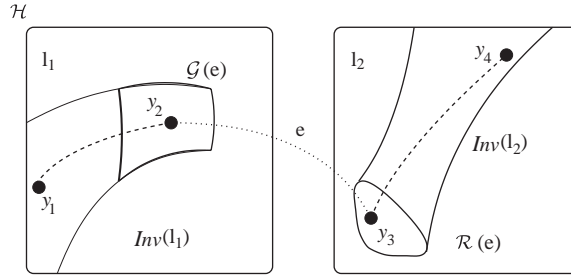 ℋ
l₁
𝒢(e)
y₂
y₁
Inv(l₁)
e
l₂
y₄
Inv(l₂)
y₃
ℛ(e)